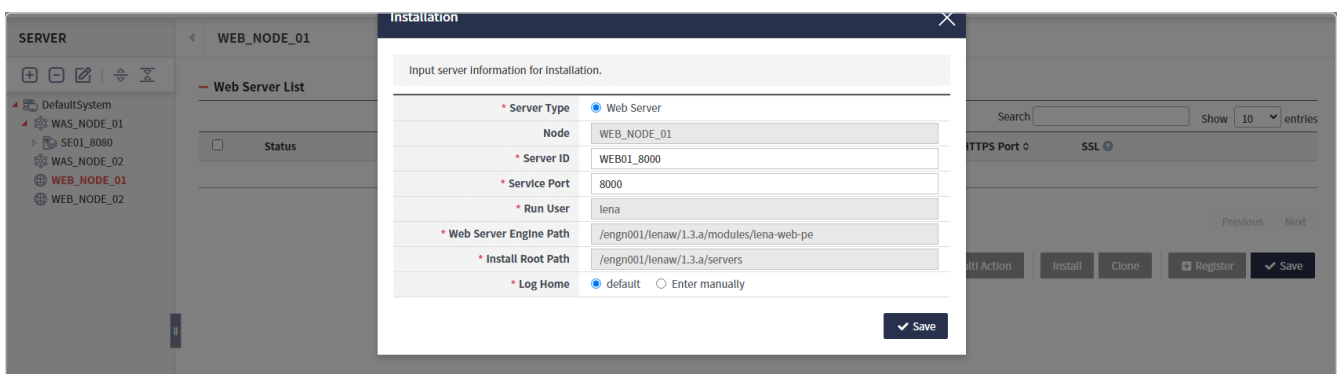 Installation
SERVER
WEB_NODE_01
Input server information for installation.
Web Server List
DefaultSystem
WAS_NODE_01
SE01_8080
WAS_NODE_02
WEB_NODE_01
WEB_NODE_02
* Server Type Web Server
Search Show 10 entries
Node WEB_NODE_01
Status HTTPS Port SSL
* Server ID WEB01_8000
* Service Port 8000
* Run User lena
Previous Next
* Web Server Engine Path /engn001/lenaw/1.3.a/modules/lena-web-pe
* Install Root Path /engn001/lenaw/1.3.a/servers
Action Install Clone Register Save
* Log Home default Enter manually
Save